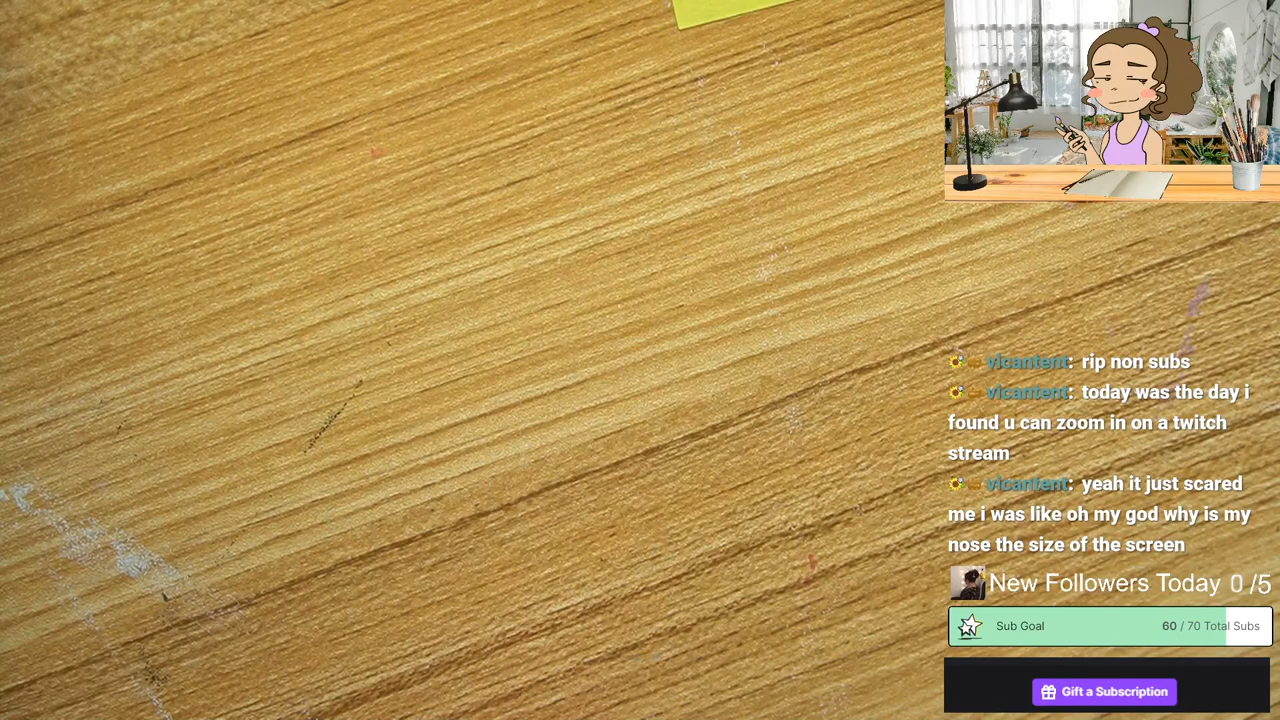 vicantent: rip non subs
vicantent: today was the day i
found u can zoom in on a twitch
stream
vicantent: yeah it just scared
me i was like oh my god why is my
nose the size of the screen
New Followers Today 0 /5
Sub Goal 60 / 70 Total Subs
Gift a Subscription